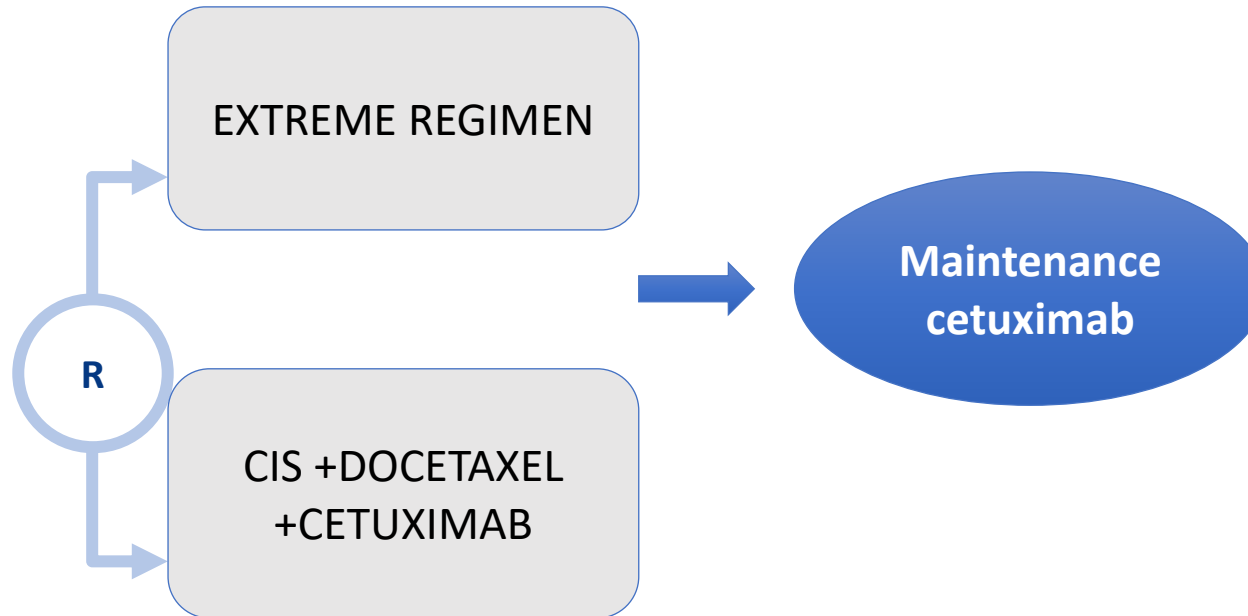 EXTREME REGIMEN
Maintenance
cetuximab
R
CIS +DOCETAXEL
+CETUXIMAB